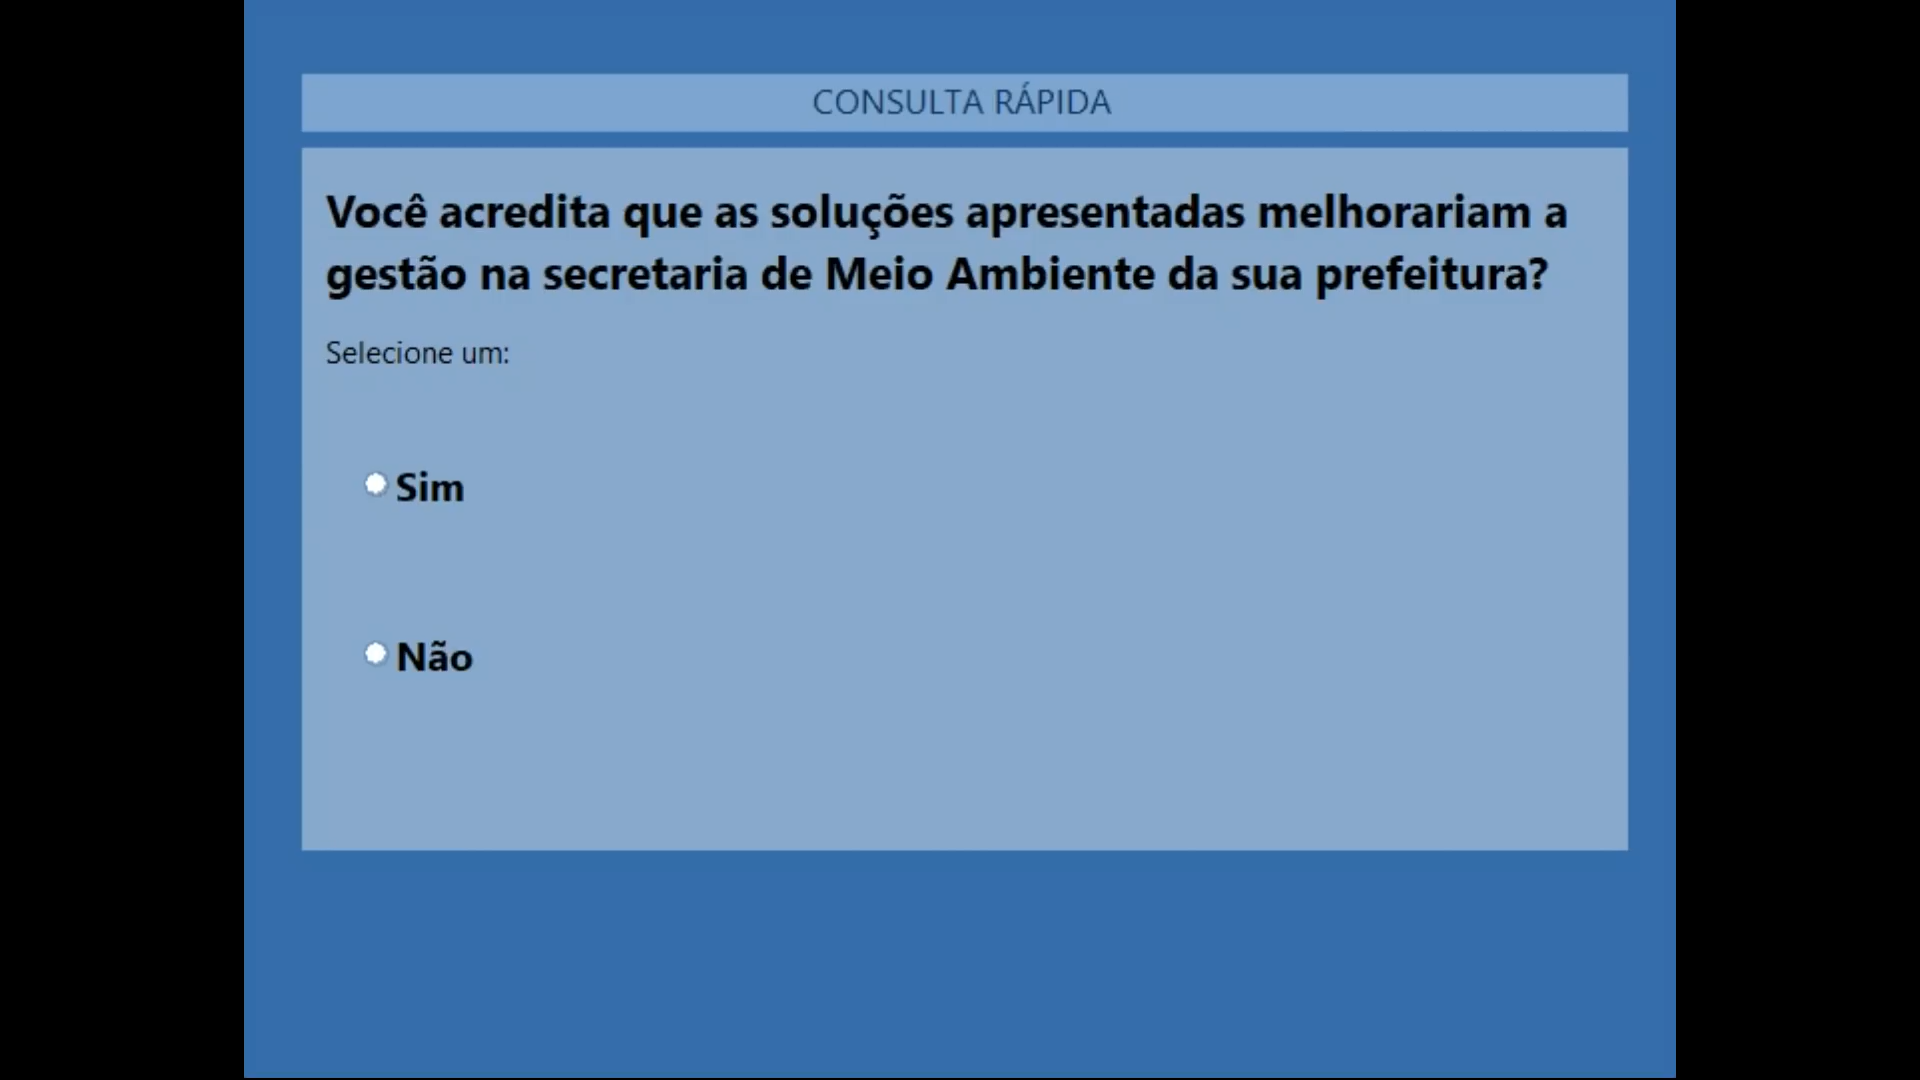 CONSULTA RÁPIDA
Você acredita que as soluções apresentadas melhorariam a
gestão na secretaria de Meio Ambiente da sua prefeitura?
Selecione um:
Sim
Não